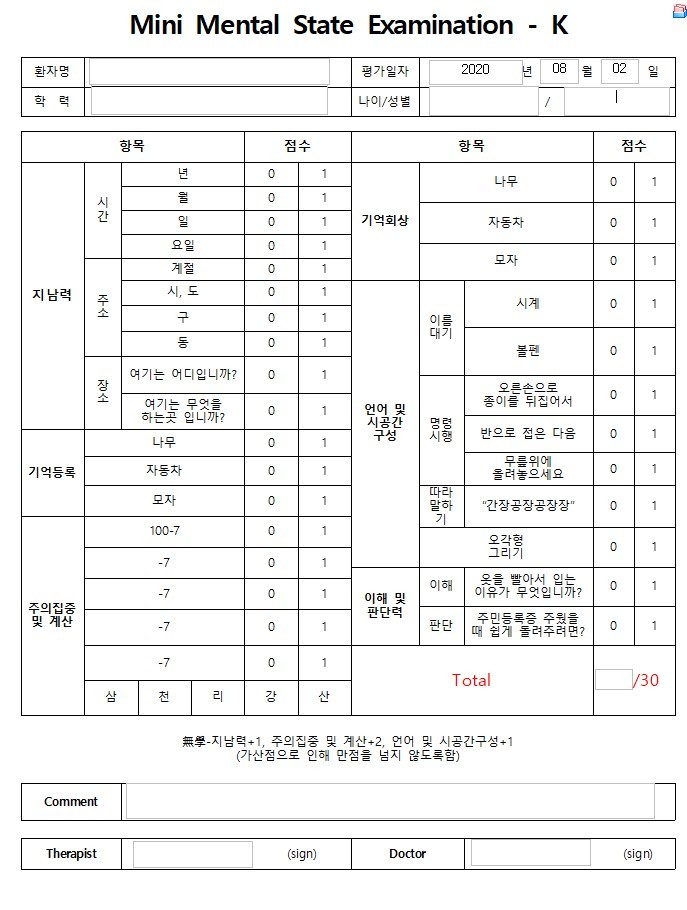 Mini Mental State Examination - K
환자명 평가일자 2020 년 08 월 02 일
학 력 나이/성별 /
항목 점수
지남력
시간
년 0 1
월 0 1
일 0 1
요일 0 1
계절 0 1
주소
시, 도 0 1
구 0 1
동 0 1
장소
여기는 어디입니까? 0 1
여기는 무엇을
하는곳 입니까? 0 1
기억등록
나무 0 1
자동차 0 1
모자 0 1
주의집중
및 계산
100-7 0 1
-7 0 1
-7 0 1
-7 0 1
-7 0 1
삼 천 리 강 산
항목 점수
기억회상
나무 0 1
자동차 0 1
모자 0 1
언어 및
시공간
구성
이름
대기
시계 0 1
볼펜 0 1
명령
시행
오른손으로
종이를 뒤집어서 0 1
반으로 접은 다음 0 1
무릎위에
올려놓으세요 0 1
따라
말하
기
"간장공장공장장" 0 1
오각형
그리기 0 1
이해 및
판단력
이해
옷을 빨아서 입는
이유가 무엇입니까? 0 1
판단
주민등록증 주웠을
때 쉽게 돌려주려면? 0 1
Total /30
無學-지남력+1, 주의집중 및 계산+2, 언어 및 시공간구성+1
(가산점으로 인해 만점을 넘지 않도록함)
Comment
Therapist (sign) Doctor (sign)